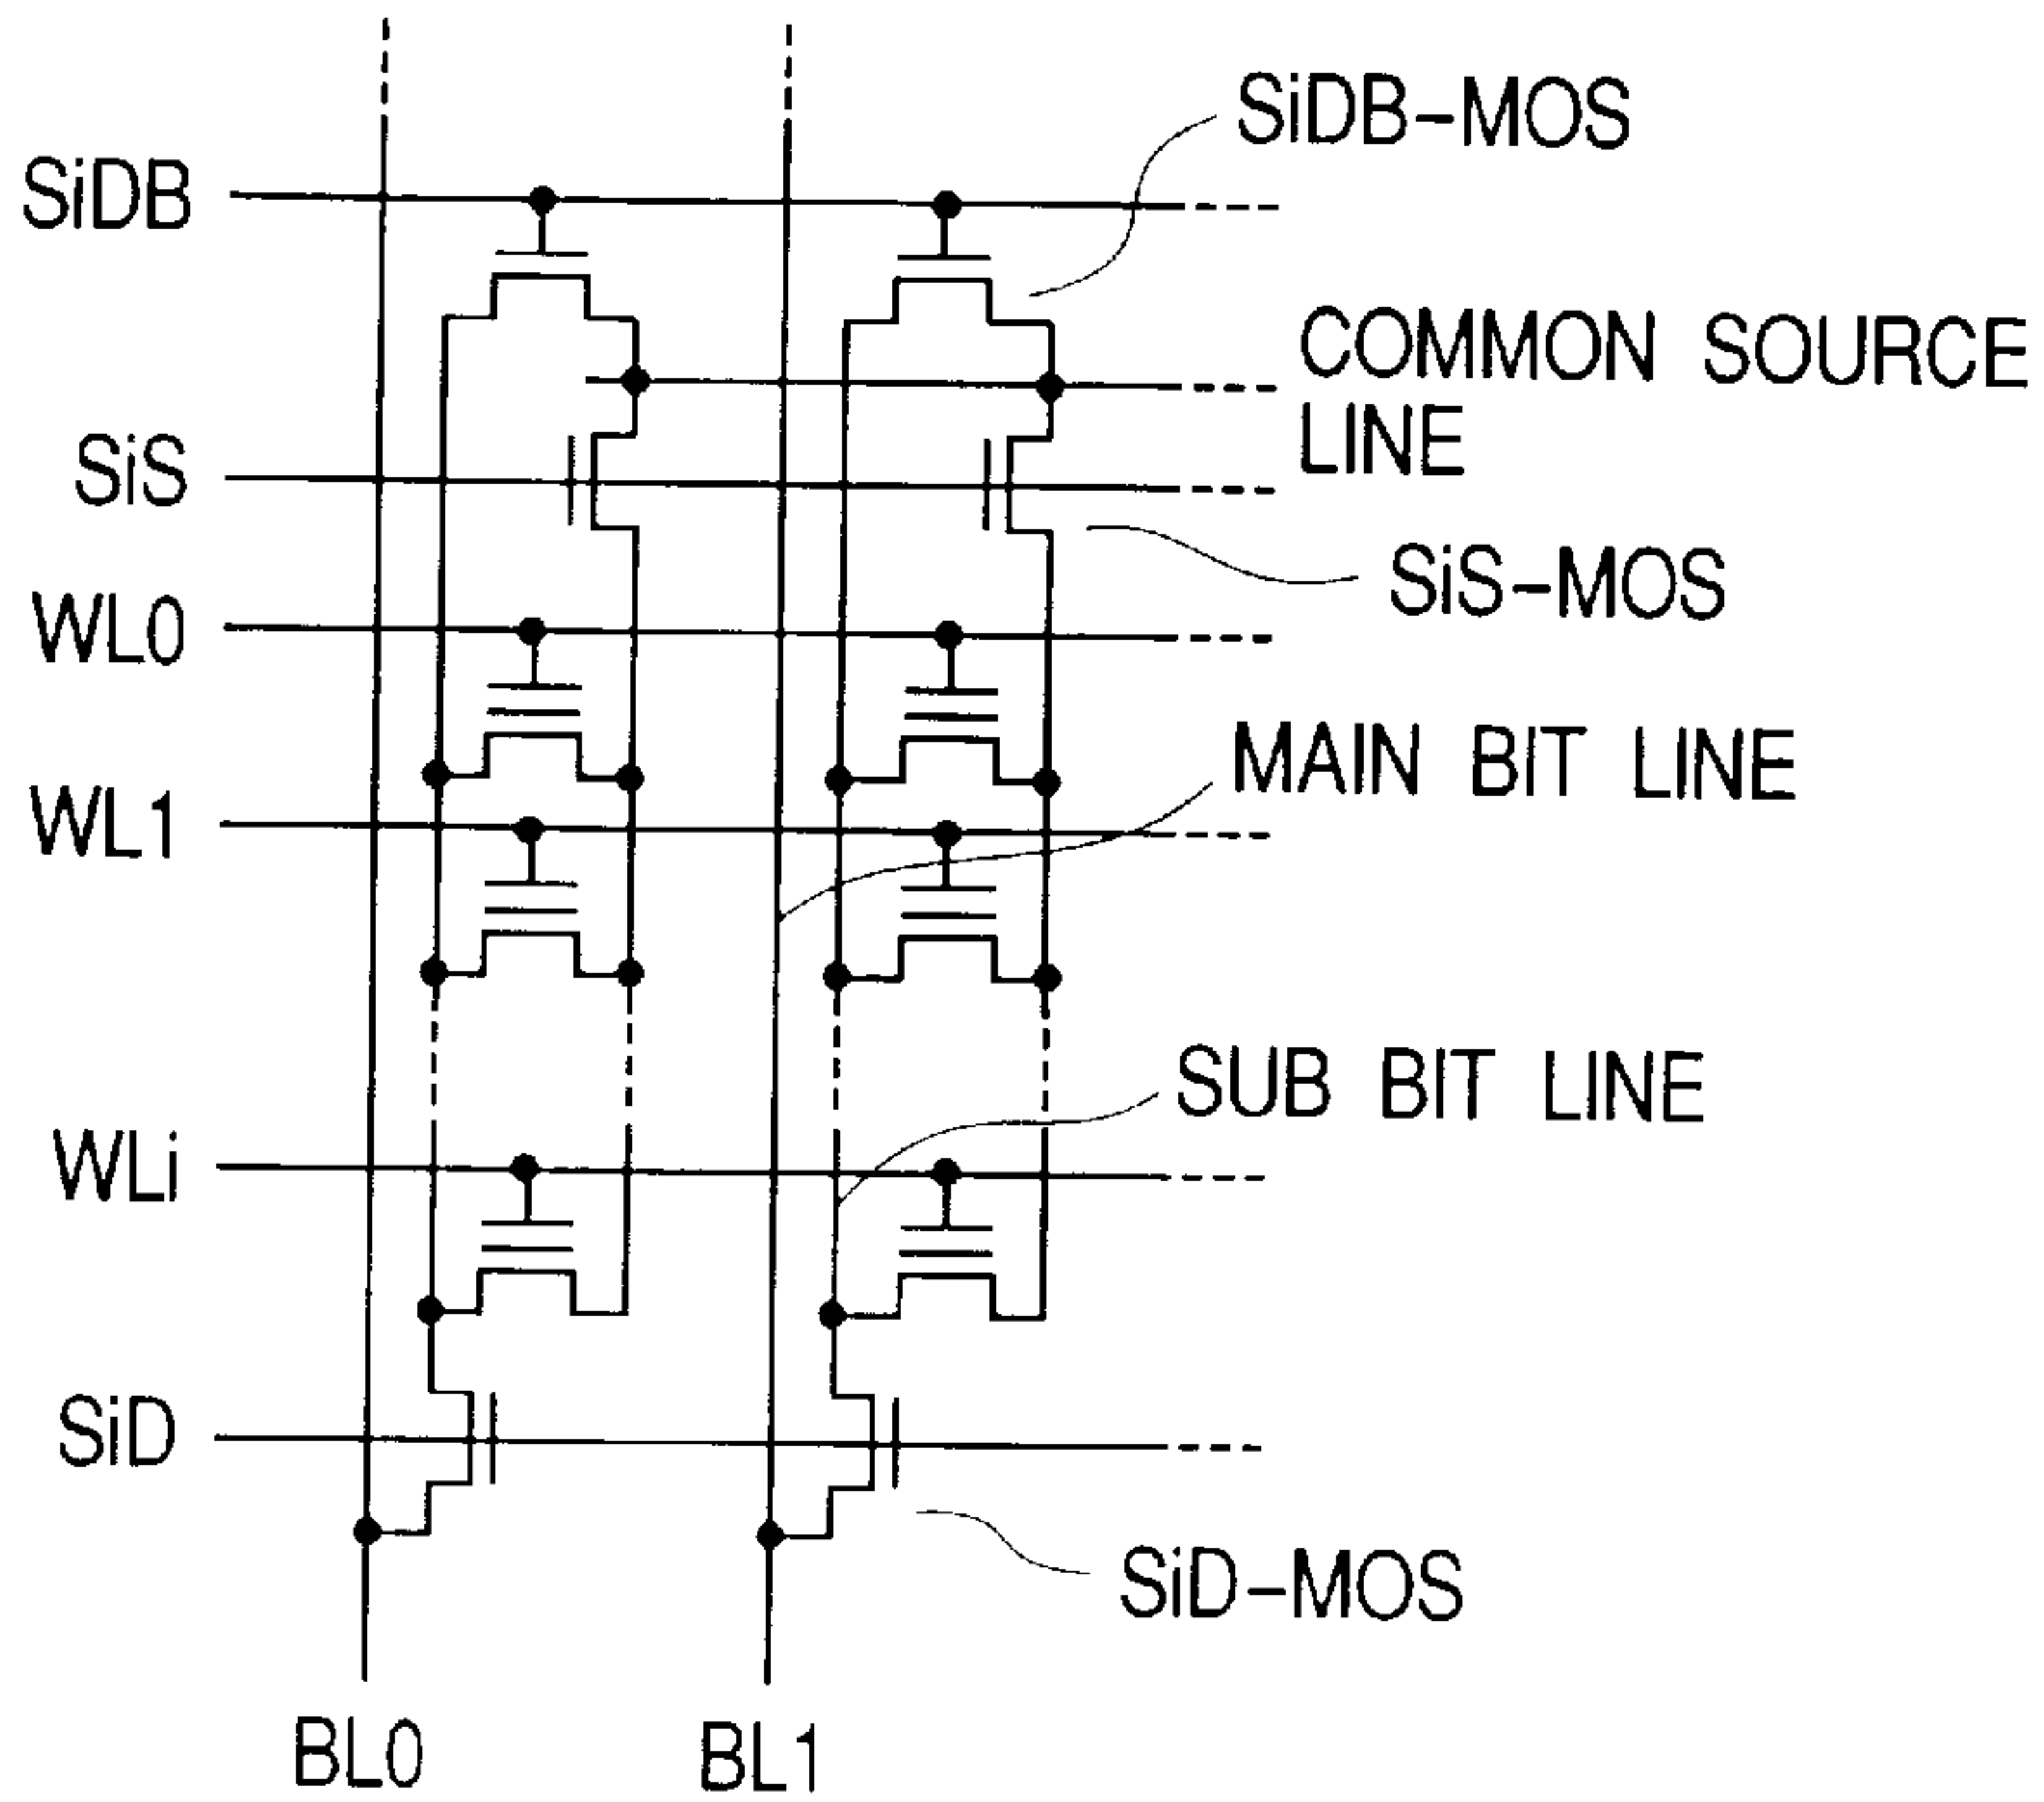 SiDB-MOS
SiDB
COMMON SOURCE
LINE
SiS
SiS-MOS
WL0
MAIN BIT LINE
WL1
SUB BIT LINE
WLi
SiD
SiD-MOS
BL0
BL1